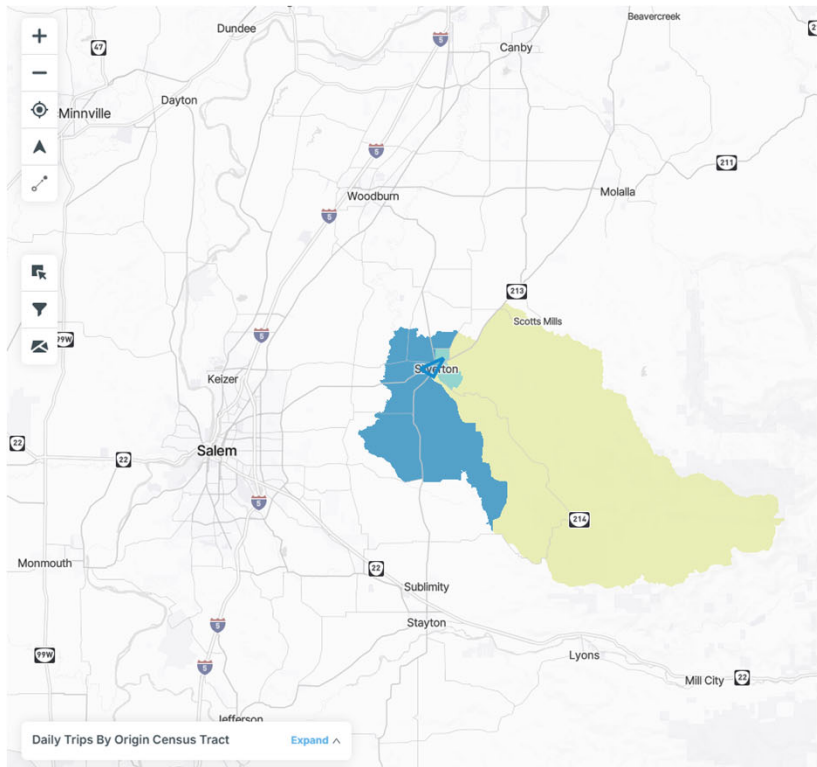 Beavercreek
Dundee
5
Canby
47
Dayton
Minnville
5
211
Woodburn
Molalla
5
213
Scotts Mills
99W
5
Silverton
Keizer
22
Salem
22
5
214
Monmouth
22
Sublimity
Stayton
5
99W
Lyons
5
Mill City
22
Jefferson
Daily Trips By Origin Census Tract
Expand